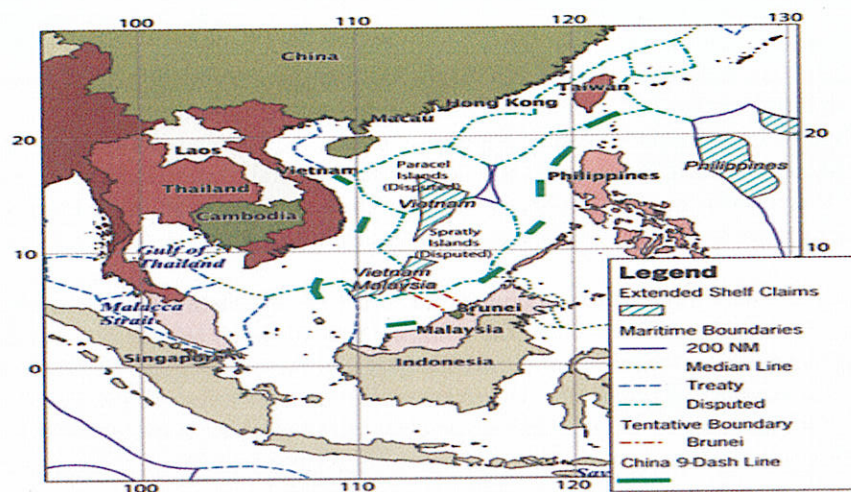 100
110
120
130
China
Taiwan
Hong Kong
Macau
20
20
Laos
Paracel
Islands
(Disputed)
Philippines
Vietnam
Philippines
Thailand
Vietnam
Cambodia
Spratly
Islands
(Disputed)
10
10
Gulf of
Thailand
Vietnam
Malaysia
Malacca
Strait
Brunei
Malaysia
Singapore
Indonesia
0
100
110
120
Legend
Extended Shelf Claims
Maritime Boundaries
200 NM
Median Line
Treaty
Disputed
Tentative Boundary
Brunei
China 9-Dash Line